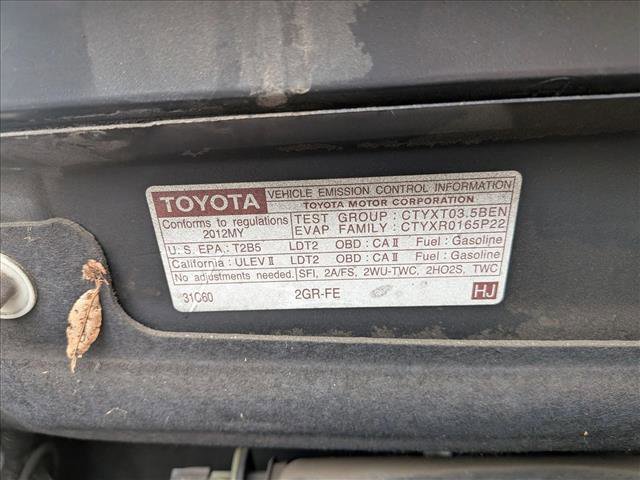 TOYOTA VEHICLE EMISSION CONTROL INFORMATION
TOYOTA MOTOR CORPORATION
Conforms to regulations TEST GROUP : CTYXT03.5BEN
2012MY EVAP FAMILY : CTYXR0165P22
U.S. EPA : T2B5 LDT2 OBD : CA II Fuel : Gasoline
California : ULEV II LDT2 OBD : CA II Fuel : Gasoline
No adjustments needed. SFI, 2A/FS, 2WU-TWC, 2HO2S, TWC
31C60 2GR-FE HJ